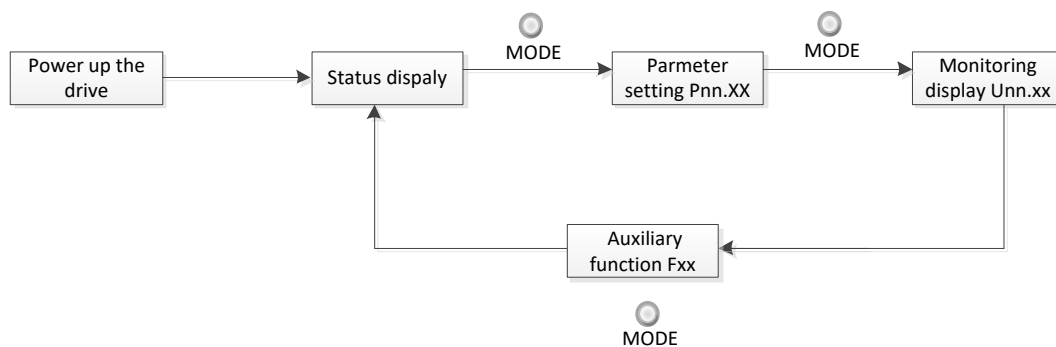 MODE
MODE
Power up the
drive
Status dispaly
Parmeter
setting Pnn.XX
Monitoring
display Unn.xx
Auxiliary
function Fxx
MODE